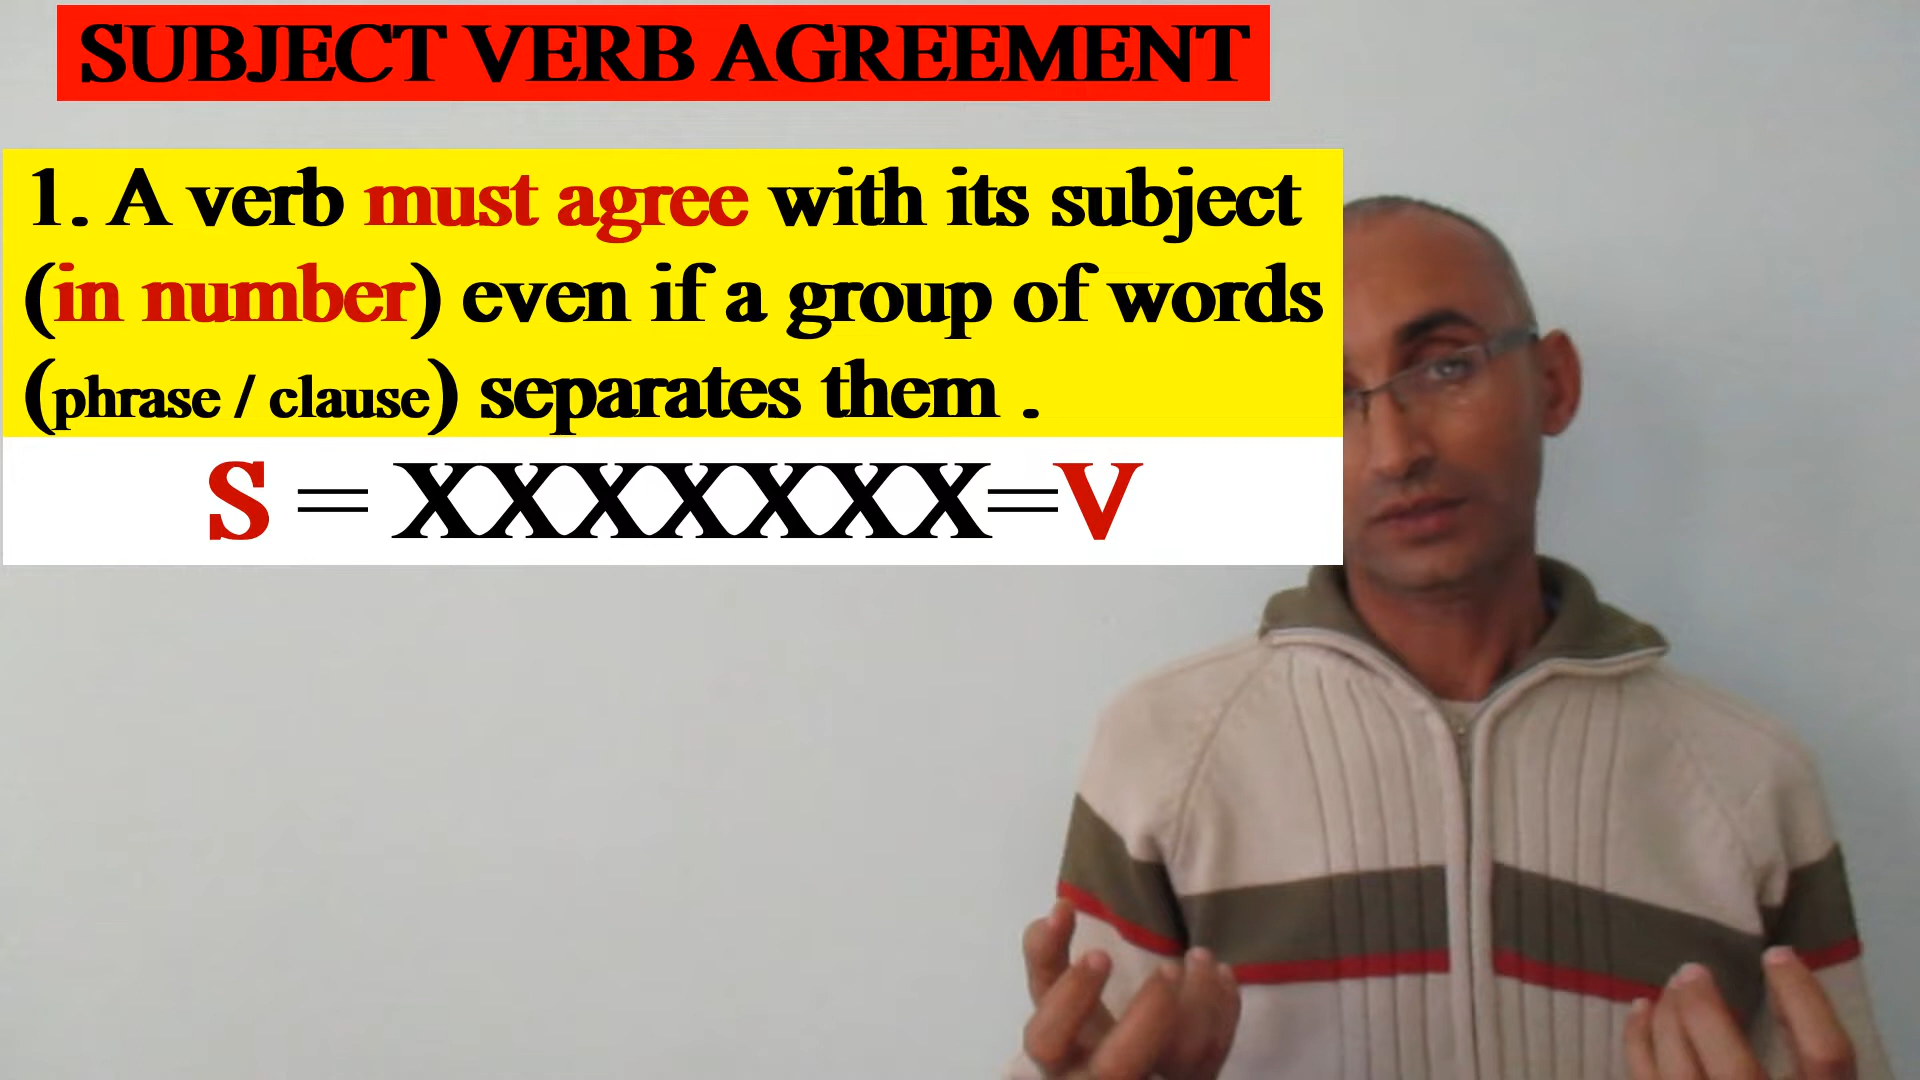 SUBJECT VERB AGREEMENT
1. A verb must agree with its subject
(in number) even if a group of words
(phrase / clause) separates them .
S = XXXXXXX=V